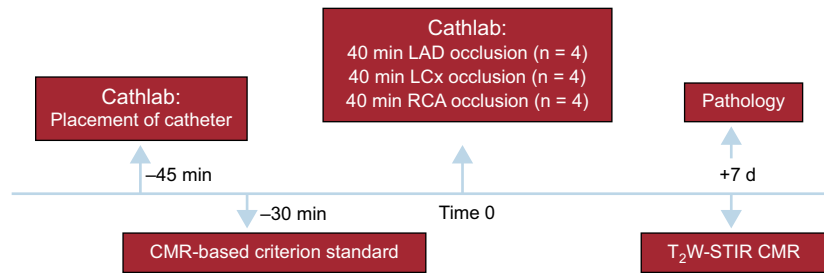 Cathlab:
40 min LAD occlusion (n = 4)
40 min LCx occlusion (n = 4)
40 min RCA occlusion (n = 4)
Cathlab:
Placement of catheter
Pathology
–45 min
+7 d
–30 min
Time 0
CMR-based criterion standard
T₂W-STIR CMR